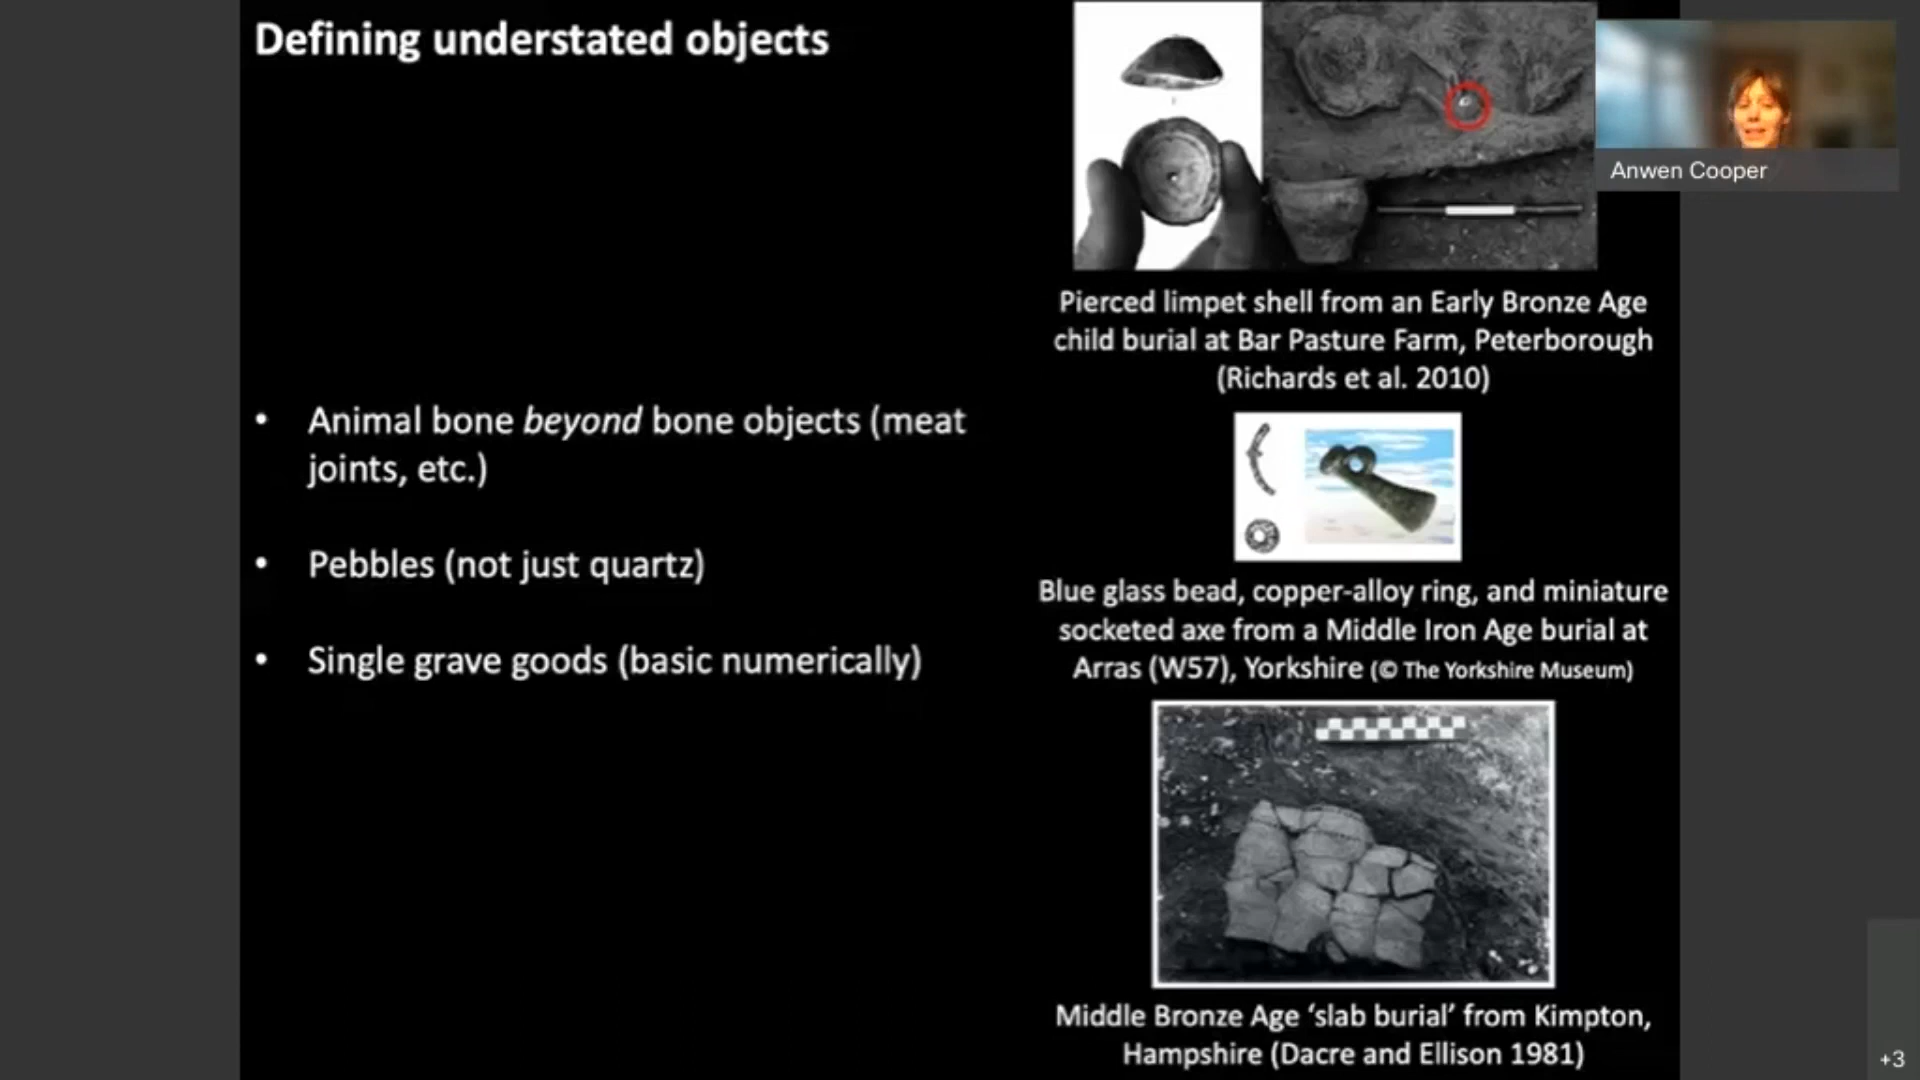 Defining understated objects
• Animal bone beyond bone objects (meat
joints, etc.)
• Pebbles (not just quartz)
• Single grave goods (basic numerically)
Pierced limpet shell from an Early Bronze Age
child burial at Bar Pasture Farm, Peterborough
(Richards et al. 2010)
Blue glass bead, copper-alloy ring, and miniature
socketed axe from a Middle Iron Age burial at
Arras (W57), Yorkshire (© The Yorkshire Museum)
Middle Bronze Age ‘slab burial’ from Kimpton,
Hampshire (Dacre and Ellison 1981)
Anwen Cooper
+3